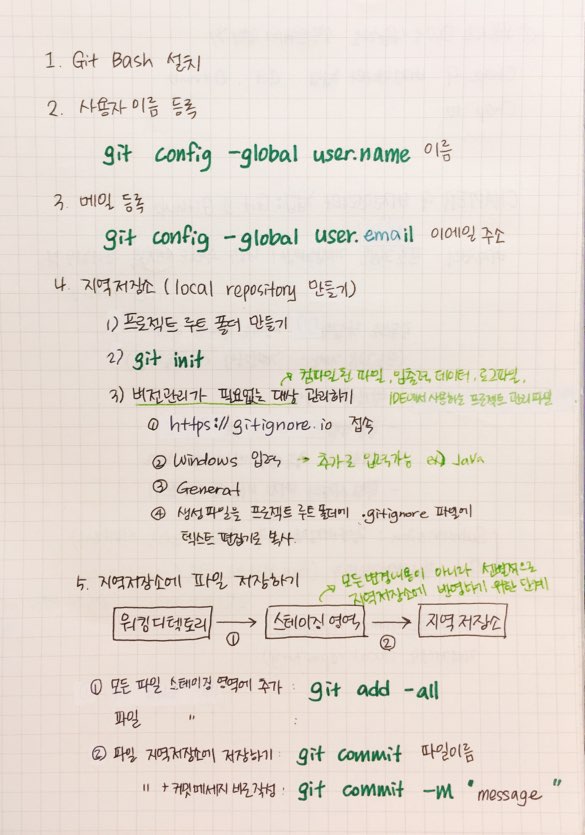 1. Git Bash 설치
2. 사용자 이름 등록
git config -global user.name 이름
3. 메일 등록
git config -global user.email 이메일 주소
4. 지역저장소 (local repository 만들기)
1) 프로젝트 루트 폴더 만들기
2) git init
→ 컴파일 된 파일, 입출력, 데이터, 로그파일,
3) 버전관리가 필요없는 대상 관리하기
IDE에서 사용하는 프로젝트 관리파일
① https://gitignore.io 접속
② Windows 입력 → 추가로 입력가능 ex) Java
③ Generat
④ 생성파일을 프로젝트 루트 폴더에 .gitignore 파일에
텍스트 편집기로 복사.
5. 지역저장소에 파일 저장하기
→ 모든 변경내용이 아니라 선별적으로
지역저장소에 반영하기 위한 단계
워킹 디렉토리 → 스테이징 영역 → 지역 저장소
① ②
① 모든 파일 스테이징 영역에 추가 : git add -all
파일 〃 :
② 파일 지역저장소에 저장하기 : git commit 파일이름
〃 + 커밋메세지 바로작성 : git commit -m "message"